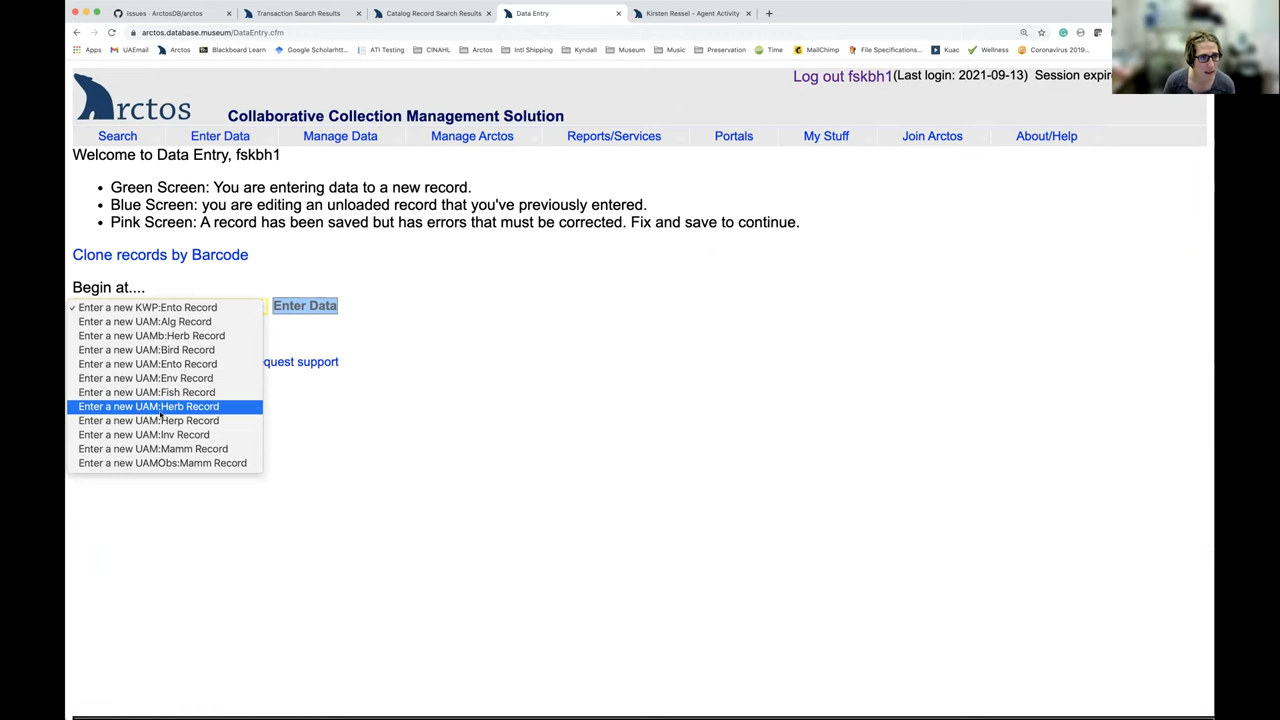 Issues · ArctosDB/arctos
Transaction Search Results
Catalog Record Search Results
Data Entry
Kirsten Ressel - Agent Activity
arctos.database.museum/DataEntry.cfm
Apps
UAEmail
Arctos
Blackboard Learn
Google Scholarhtt...
ATI Testing
CINAHL
Arctos
Intl Shipping
Kyndall
Museum
Music
Preservation
Time
MailChimp
File Specifications...
Kuac
Wellness
Coronavirus 2019...
Log out fskbh1(Last login: 2021-09-13) Session expir
Arctos
Collaborative Collection Management Solution
Search
Enter Data
Manage Data
Manage Arctos
Reports/Services
Portals
My Stuff
Join Arctos
About/Help
Welcome to Data Entry, fskbh1
• Green Screen: You are entering data to a new record.
• Blue Screen: you are editing an unloaded record that you've previously entered.
• Pink Screen: A record has been saved but has errors that must be corrected. Fix and save to continue.
Clone records by Barcode
Begin at....
✓ Enter a new KWP:Ento Record
Enter Data
Enter a new UAM:Alg Record
Enter a new UAMb:Herb Record
Enter a new UAM:Bird Record
Enter a new UAM:Ento Record
quest support
Enter a new UAM:Env Record
Enter a new UAM:Fish Record
Enter a new UAM:Herb Record
Enter a new UAM:Herp Record
Enter a new UAM:Inv Record
Enter a new UAM:Mamm Record
Enter a new UAMObs:Mamm Record